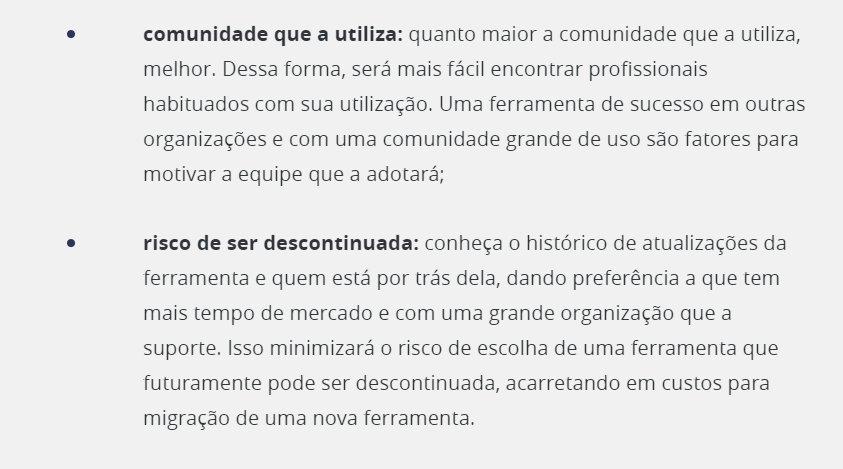 comunidade que a utiliza: quanto maior a comunidade que a utiliza,
melhor. Dessa forma, será mais fácil encontrar profissionais
habituados com sua utilização. Uma ferramenta de sucesso em outras
organizações e com uma comunidade grande de uso são fatores para
motivar a equipe que a adotará;
risco de ser descontinuada: conheça o histórico de atualizações da
ferramenta e quem está por trás dela, dando preferência a que tem
mais tempo de mercado e com uma grande organização que a
suporte. Isso minimizará o risco de escolha de uma ferramenta que
futuramente pode ser descontinuada, acarretando em custos para
migração de uma nova ferramenta.